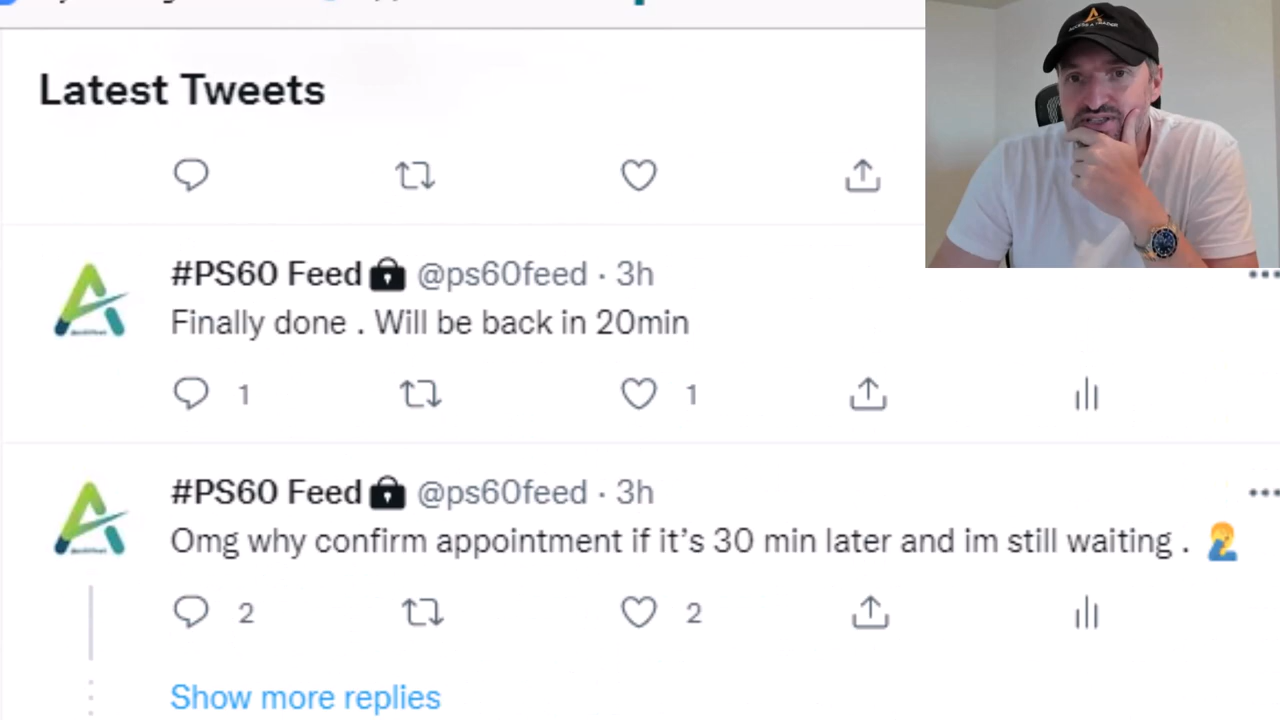 Latest Tweets
#PS60 Feed @ps60feed · 3h
Finally done . Will be back in 20min
1 1
#PS60 Feed @ps60feed · 3h
Omg why confirm appointment if it's 30 min later and im still waiting . 🤦‍♂️
2 2
Show more replies